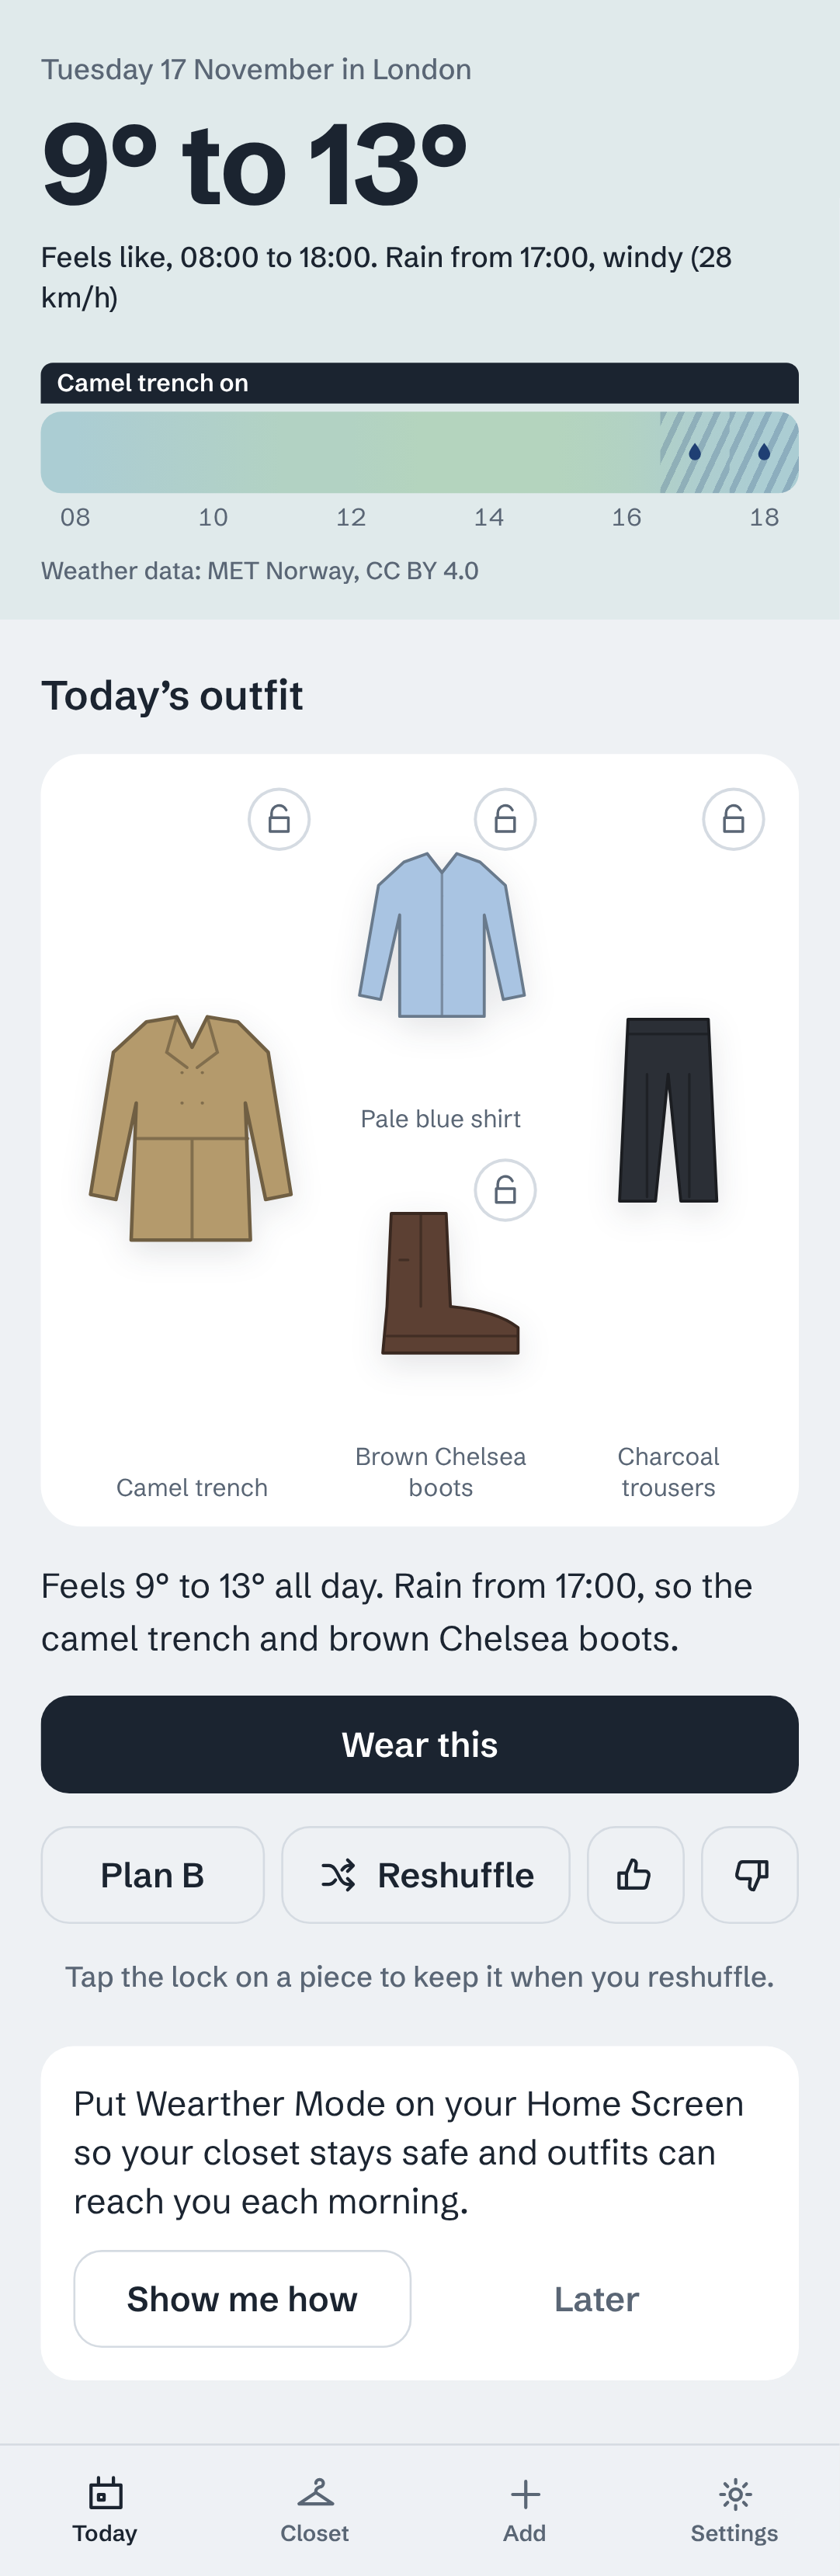 Tuesday 17 November in London
9° to 13°
Feels like, 08:00 to 18:00. Rain from 17:00, windy (28
km/h)
Camel trench on
08 10 12 14 16 18
Weather data: MET Norway, CC BY 4.0
Today’s outfit
Pale blue shirt
Camel trench
Brown Chelsea
boots
Charcoal
trousers
Feels 9° to 13° all day. Rain from 17:00, so the
camel trench and brown Chelsea boots.
Wear this
Plan B
Reshuffle
Tap the lock on a piece to keep it when you reshuffle.
Put Wearther Mode on your Home Screen
so your closet stays safe and outfits can
reach you each morning.
Show me how
Later
Today
Closet
Add
Settings